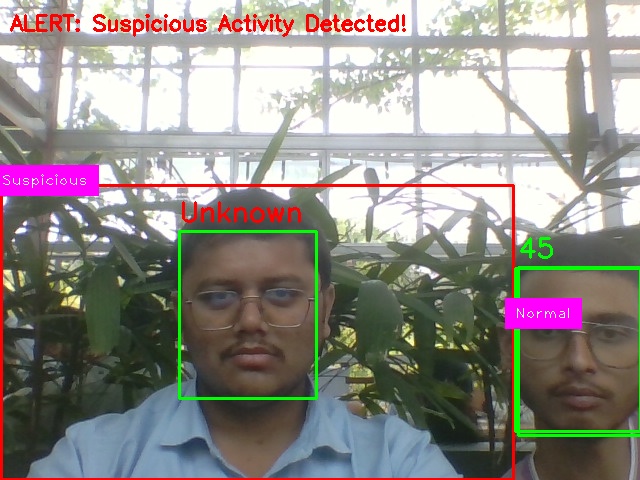 ALERT: Suspicious Activity Detected!
Suspicious
Unknown
45
Normal